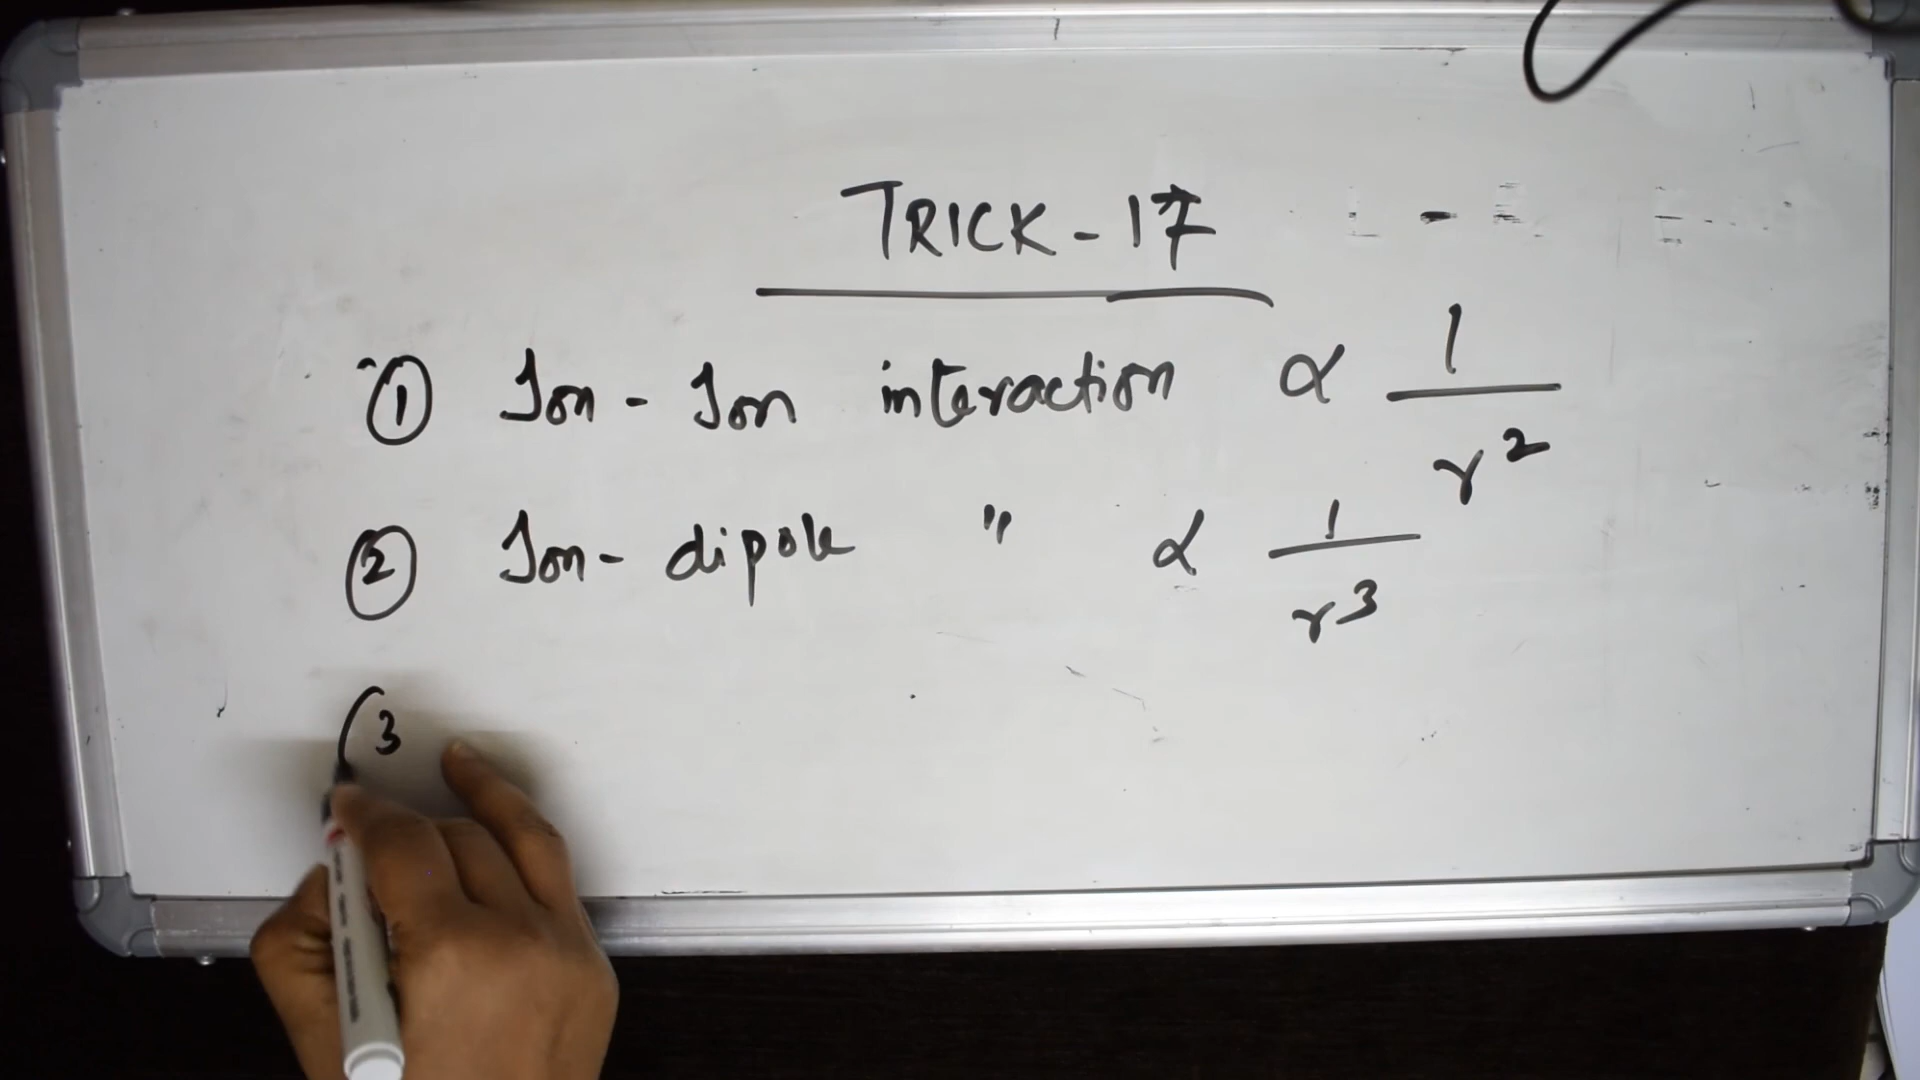 TRICK - 17
① Ion - Ion interaction ∝ 1/r²
② Ion - dipole " ∝ 1/r³
3